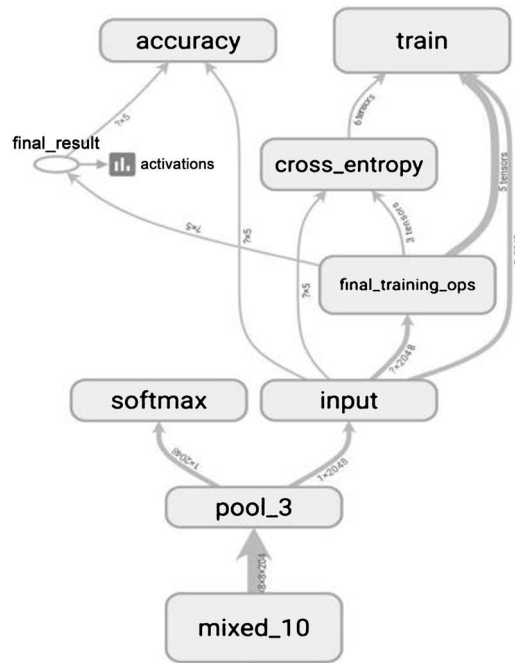 accuracy
train
6 tensors
?×5
final_result
activations
cross_entropy
5 tensors
?×5
?×5
3 tensors
?×5
final_training_ops
?×2048
softmax
input
1×2048
1×2048
pool_3
mixed_10